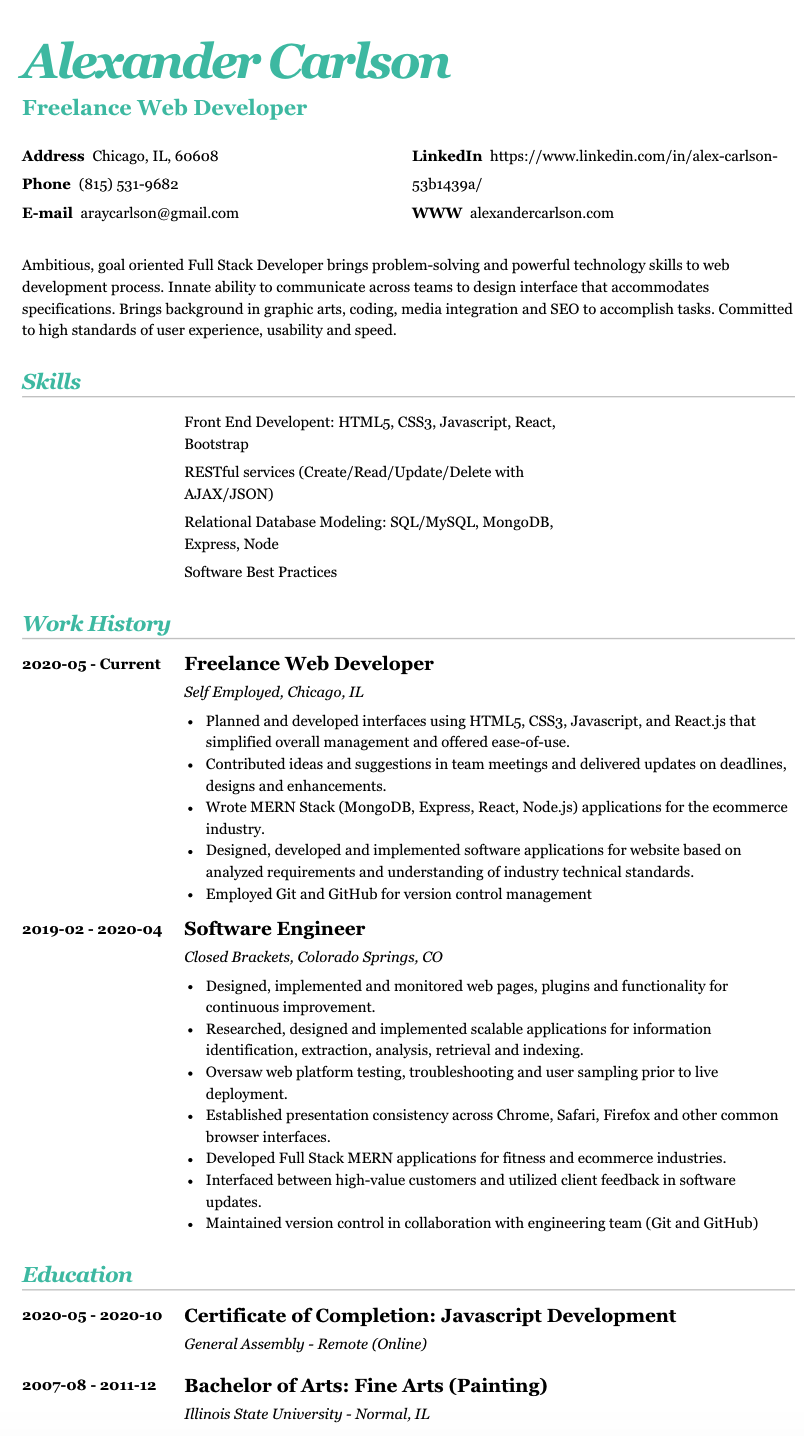 Alexander Carlson
Freelance Web Developer
Address Chicago, IL, 60608
Phone (815) 531-9682
E-mail araycarlson@gmail.com
LinkedIn https://www.linkedin.com/in/alex-carlson-
53b1439a/
WWW alexandercarlson.com
Ambitious, goal oriented Full Stack Developer brings problem-solving and powerful technology skills to web
development process. Innate ability to communicate across teams to design interface that accommodates
specifications. Brings background in graphic arts, coding, media integration and SEO to accomplish tasks. Committed
to high standards of user experience, usability and speed.
Skills
Front End Developent: HTML5, CSS3, Javascript, React,
Bootstrap
RESTful services (Create/Read/Update/Delete with
AJAX/JSON)
Relational Database Modeling: SQL/MySQL, MongoDB,
Express, Node
Software Best Practices
Work History
2020-05 - Current
Freelance Web Developer
Self Employed, Chicago, IL
• Planned and developed interfaces using HTML5, CSS3, Javascript, and React.js that
simplified overall management and offered ease-of-use.
• Contributed ideas and suggestions in team meetings and delivered updates on deadlines,
designs and enhancements.
• Wrote MERN Stack (MongoDB, Express, React, Node.js) applications for the ecommerce
industry.
• Designed, developed and implemented software applications for website based on
analyzed requirements and understanding of industry technical standards.
• Employed Git and GitHub for version control management
2019-02 - 2020-04
Software Engineer
Closed Brackets, Colorado Springs, CO
• Designed, implemented and monitored web pages, plugins and functionality for
continuous improvement.
• Researched, designed and implemented scalable applications for information
identification, extraction, analysis, retrieval and indexing.
• Oversaw web platform testing, troubleshooting and user sampling prior to live
deployment.
• Established presentation consistency across Chrome, Safari, Firefox and other common
browser interfaces.
• Developed Full Stack MERN applications for fitness and ecommerce industries.
• Interfaced between high-value customers and utilized client feedback in software
updates.
• Maintained version control in collaboration with engineering team (Git and GitHub)
Education
2020-05 - 2020-10
Certificate of Completion: Javascript Development
General Assembly - Remote (Online)
2007-08 - 2011-12
Bachelor of Arts: Fine Arts (Painting)
Illinois State University - Normal, IL